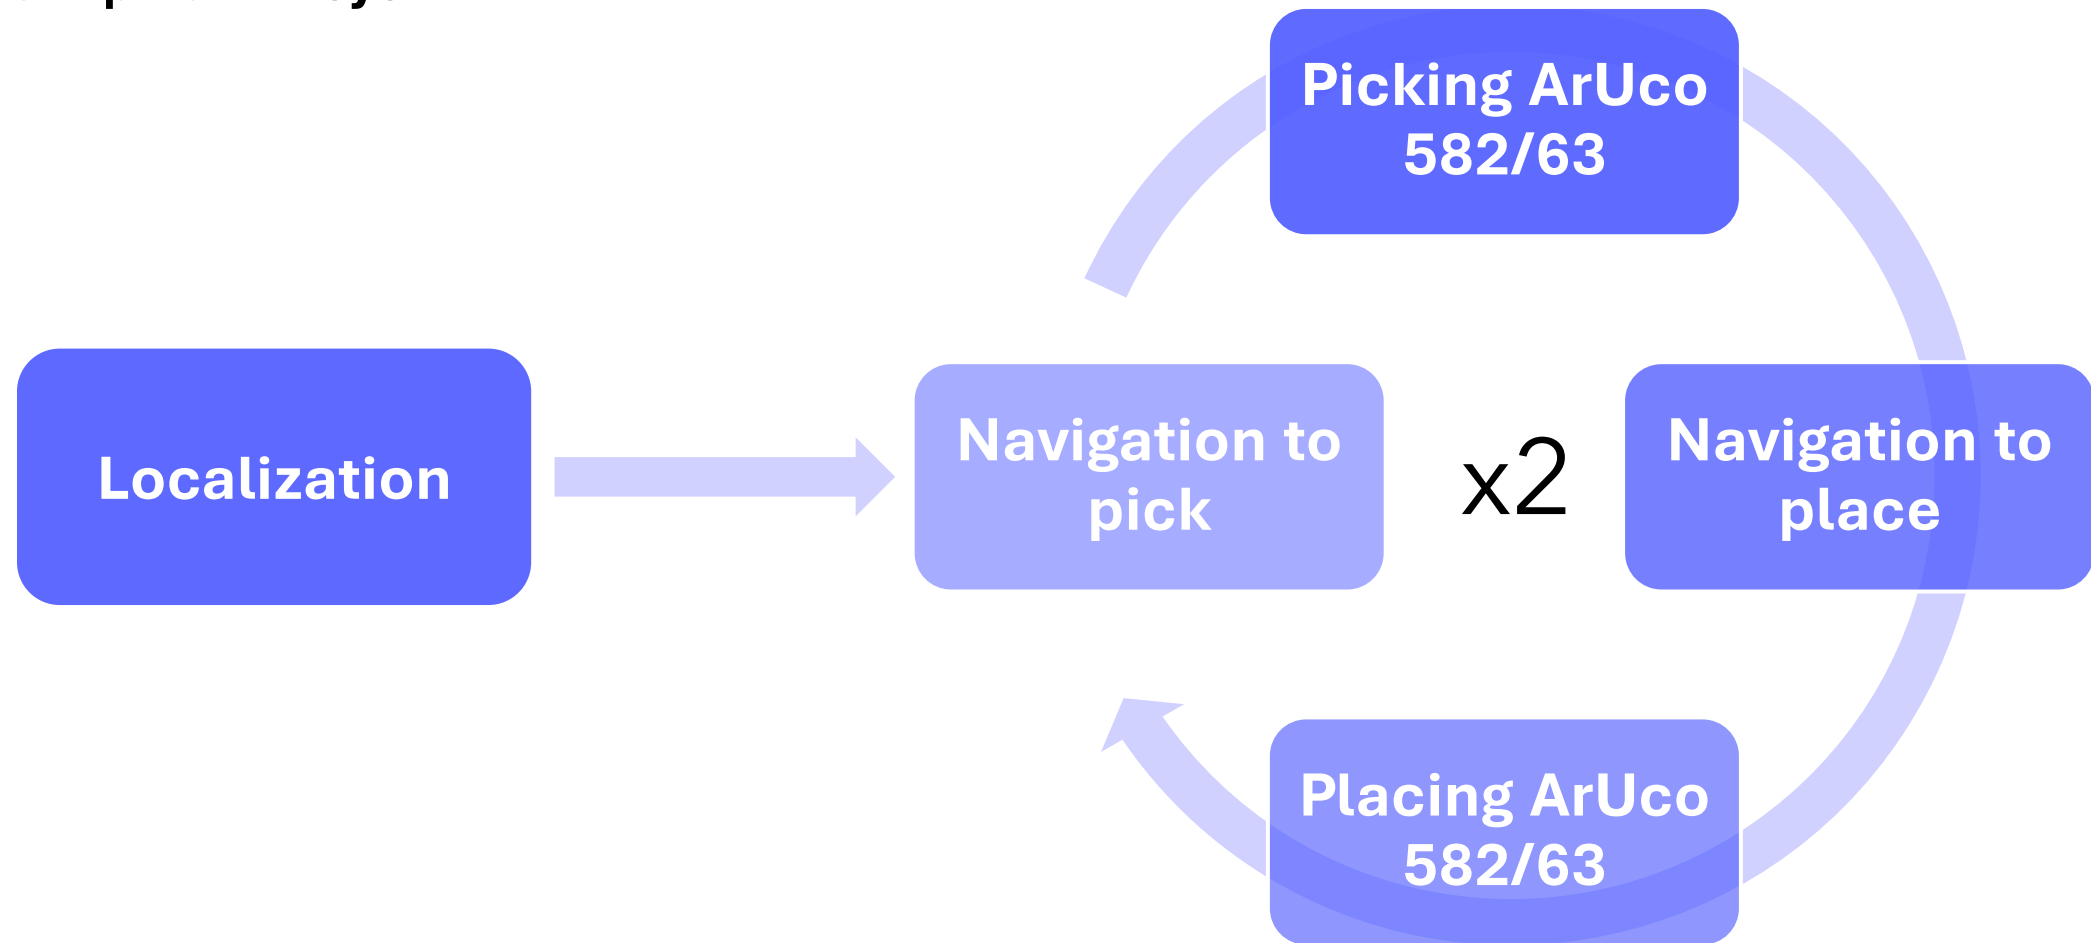 Picking ArUco
582/63
Localization
Navigation to
pick
x2
Navigation to
place
Placing ArUco
582/63